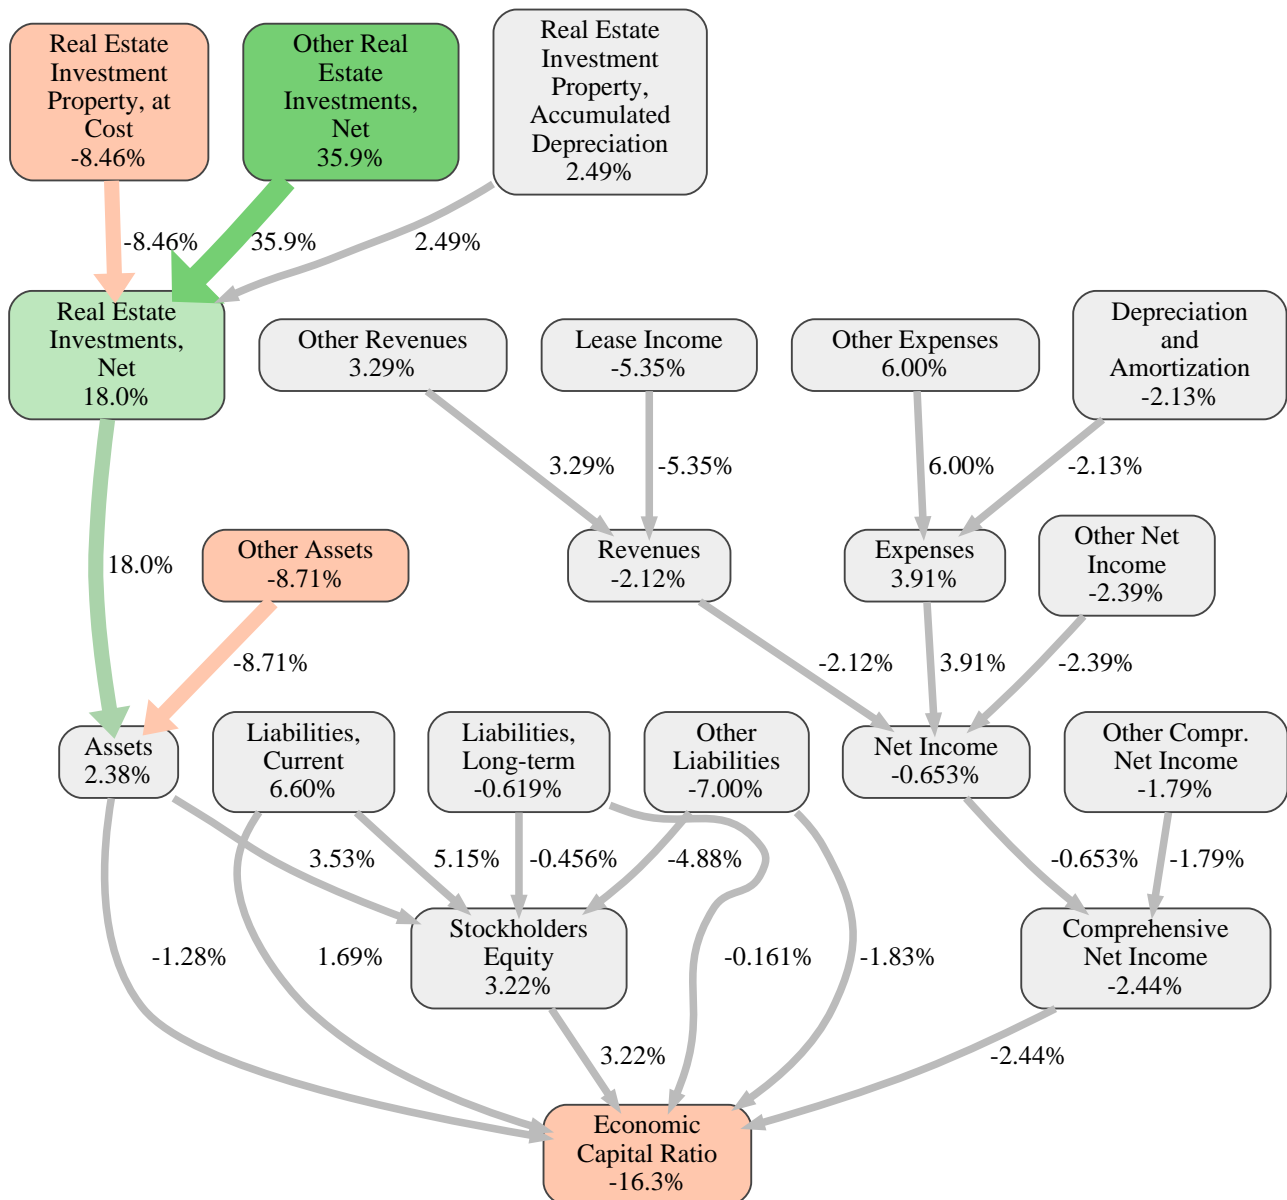 Real Estate
Investment
Property, at
Cost
-8.46%
Other Real
Estate
Investments,
Net
35.9%
Real Estate
Investment
Property,
Accumulated
Depreciation
2.49%
-8.46%
35.9%
2.49%
Real Estate
Investments,
Net
18.0%
Other Revenues
3.29%
Lease Income
-5.35%
Other Expenses
6.00%
Depreciation
and
Amortization
-2.13%
3.29%
-5.35%
6.00%
-2.13%
18.0%
Other Assets
-8.71%
Revenues
-2.12%
Expenses
3.91%
Other Net
Income
-2.39%
-8.71%
-2.12%
3.91%
-2.39%
Assets
2.38%
Liabilities,
Current
6.60%
Liabilities,
Long-term
-0.619%
Other
Liabilities
-7.00%
Net Income
-0.653%
Other Compr.
Net Income
-1.79%
3.53%
5.15%
-0.456%
-4.88%
-0.653%
-1.79%
-1.28%
1.69%
Stockholders
Equity
3.22%
-0.161%
-1.83%
Comprehensive
Net Income
-2.44%
3.22%
-2.44%
Economic
Capital Ratio
-16.3%